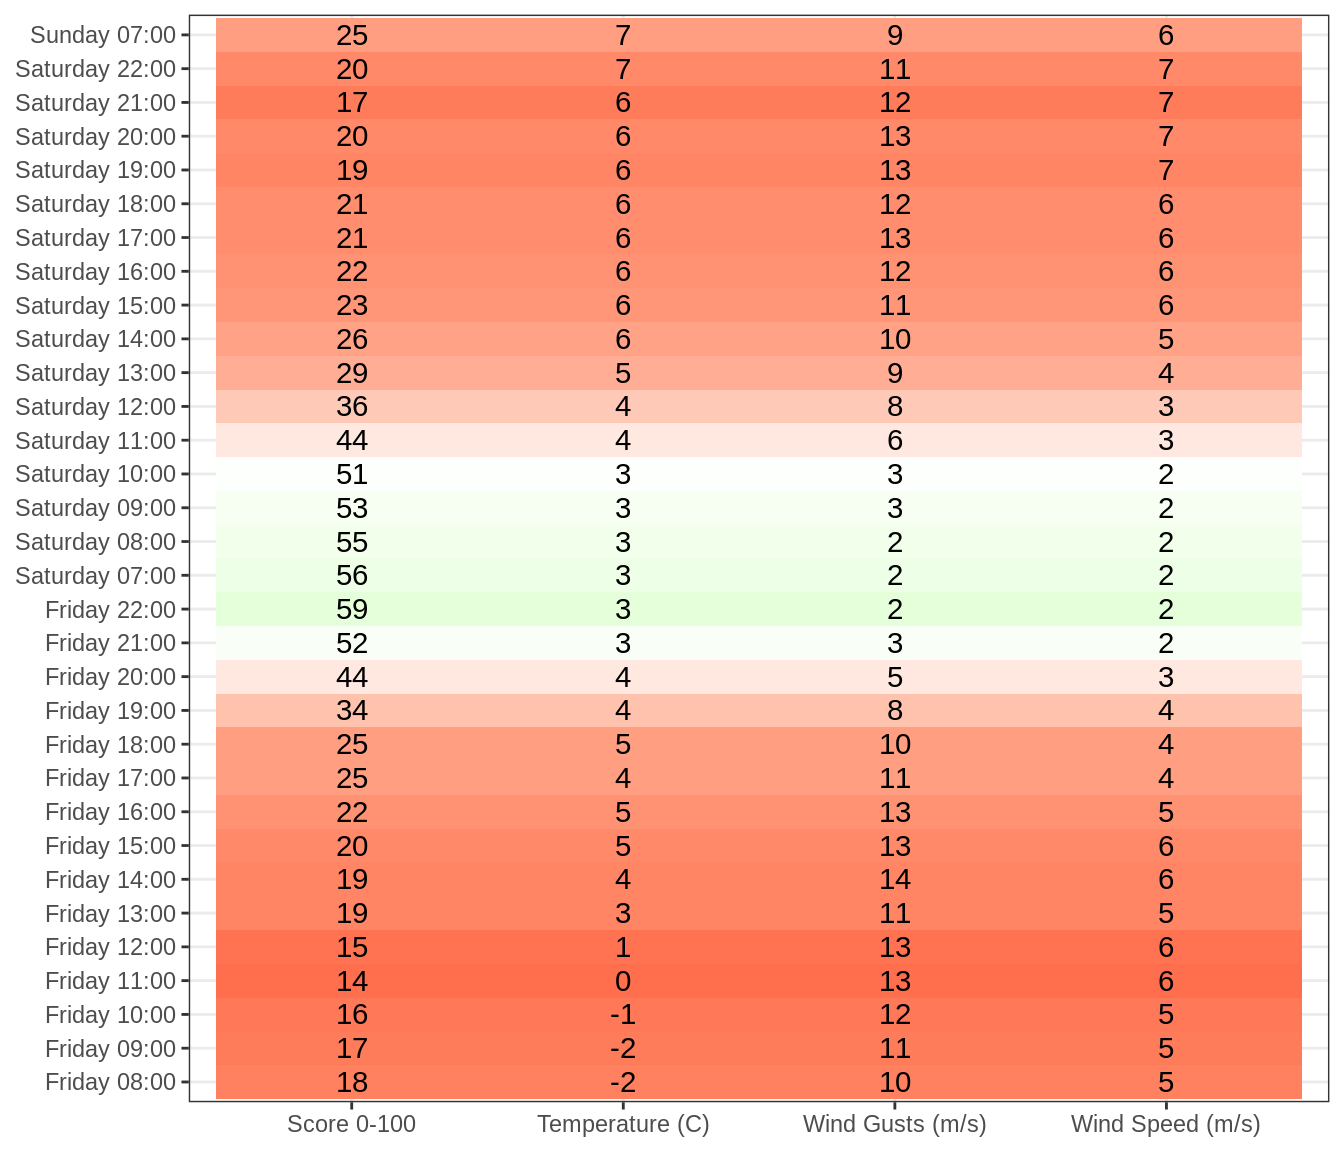 Sunday 07:00 25 7 9 6
Saturday 22:00 20 7 11 7
Saturday 21:00 17 6 12 7
Saturday 20:00 20 6 13 7
Saturday 19:00 19 6 13 7
Saturday 18:00 21 6 12 6
Saturday 17:00 21 6 13 6
Saturday 16:00 22 6 12 6
Saturday 15:00 23 6 11 6
Saturday 14:00 26 6 10 5
Saturday 13:00 29 5 9 4
Saturday 12:00 36 4 8 3
Saturday 11:00 44 4 6 3
Saturday 10:00 51 3 3 2
Saturday 09:00 53 3 3 2
Saturday 08:00 55 3 2 2
Saturday 07:00 56 3 2 2
Friday 22:00 59 3 2 2
Friday 21:00 52 3 3 2
Friday 20:00 44 4 5 3
Friday 19:00 34 4 8 4
Friday 18:00 25 5 10 4
Friday 17:00 25 4 11 4
Friday 16:00 22 5 13 5
Friday 15:00 20 5 13 6
Friday 14:00 19 4 14 6
Friday 13:00 19 3 11 5
Friday 12:00 15 1 13 6
Friday 11:00 14 0 13 6
Friday 10:00 16 -1 12 5
Friday 09:00 17 -2 11 5
Friday 08:00 18 -2 10 5
Score 0-100 Temperature (C) Wind Gusts (m/s) Wind Speed (m/s)